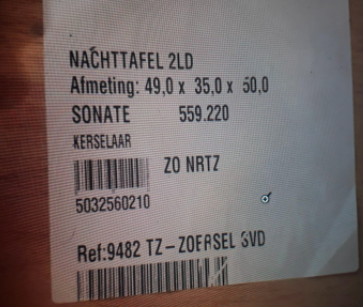 NACHTTAFEL 2LD
Afmeting: 49,0 x 35,0 x 50,0
SONATE 559.220
KERSELAAR
ZO NRTZ
5032560210
Ref:9482 TZ - ZOERSEL SVD